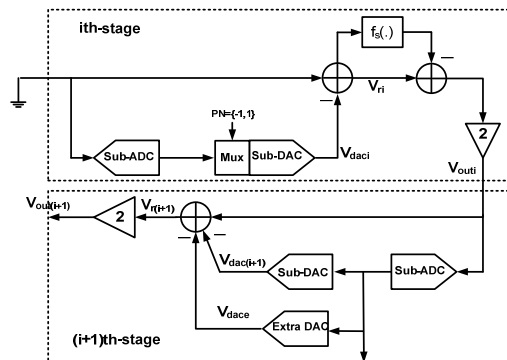 ith-stage
fs(.)
Vri
PN={-1,1}
Sub-ADC
Mux
Sub-DAC
Vdaci
2
Vouti
Vout(i+1)
2
Vr(i+1)
Vdac(i+1)
Sub-DAC
Sub-ADC
Vdace
Extra DAC
(i+1)th-stage